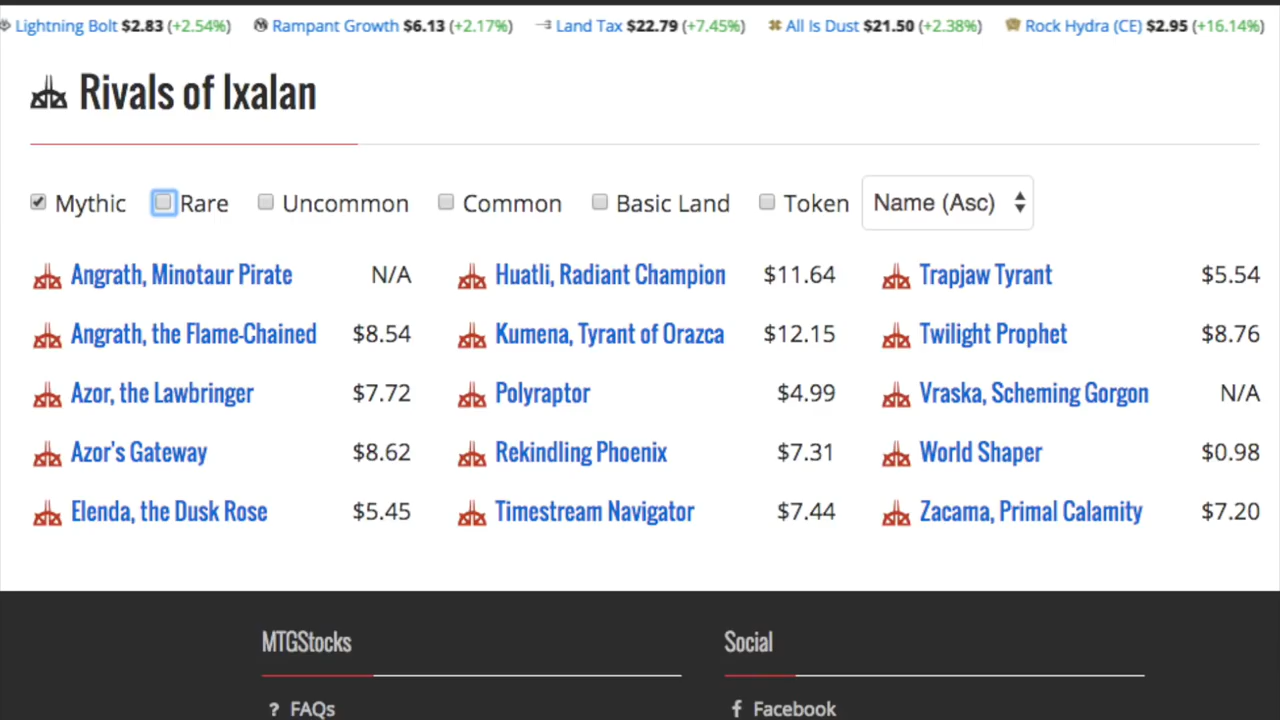 Lightning Bolt $2.83 (+2.54%) Rampant Growth $6.13 (+2.17%) Land Tax $22.79 (+7.45%) All Is Dust $21.50 (+2.38%) Rock Hydra (CE) $2.95 (+16.14%)
Rivals of Ixalan
Mythic Rare Uncommon Common Basic Land Token Name (Asc)
Angrath, Minotaur Pirate N/A Huatli, Radiant Champion $11.64 Trapjaw Tyrant $5.54
Angrath, the Flame-Chained $8.54 Kumena, Tyrant of Orazca $12.15 Twilight Prophet $8.76
Azor, the Lawbringer $7.72 Polyraptor $4.99 Vraska, Scheming Gorgon N/A
Azor's Gateway $8.62 Rekindling Phoenix $7.31 World Shaper $0.98
Elenda, the Dusk Rose $5.45 Timestream Navigator $7.44 Zacama, Primal Calamity $7.20
MTGStocks Social
? FAQs Facebook